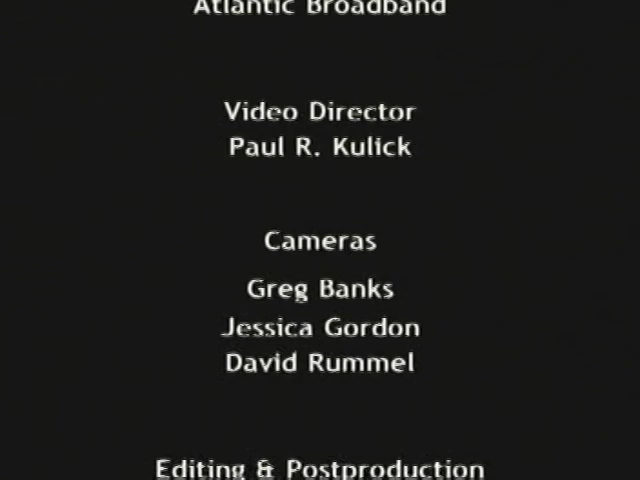 Atlantic Broadband
Video Director
Paul R. Kulick
Cameras
Greg Banks
Jessica Gordon
David Rummel
Editing & Postproduction